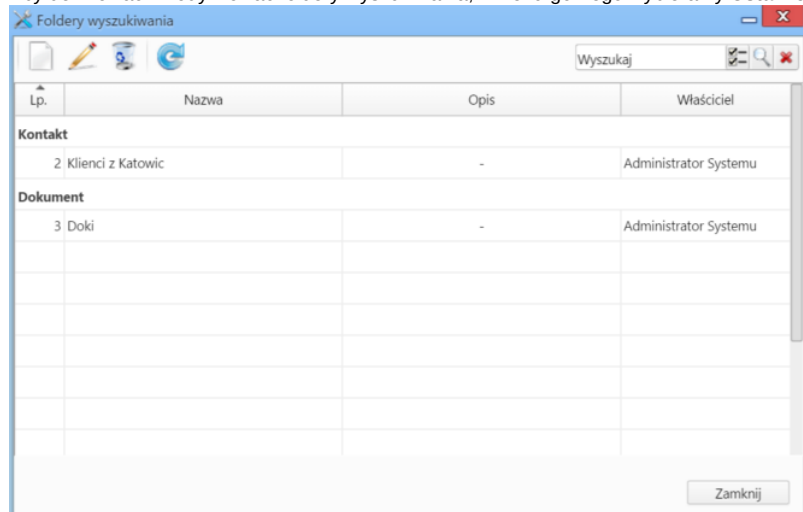 Foldery wyszukiwania
Wyszukaj
Lp. Nazwa Opis Właściciel
Kontakt
2 Klienci z Katowic - Administrator Systemu
Dokument
3 Doki - Administrator Systemu
Zamknij